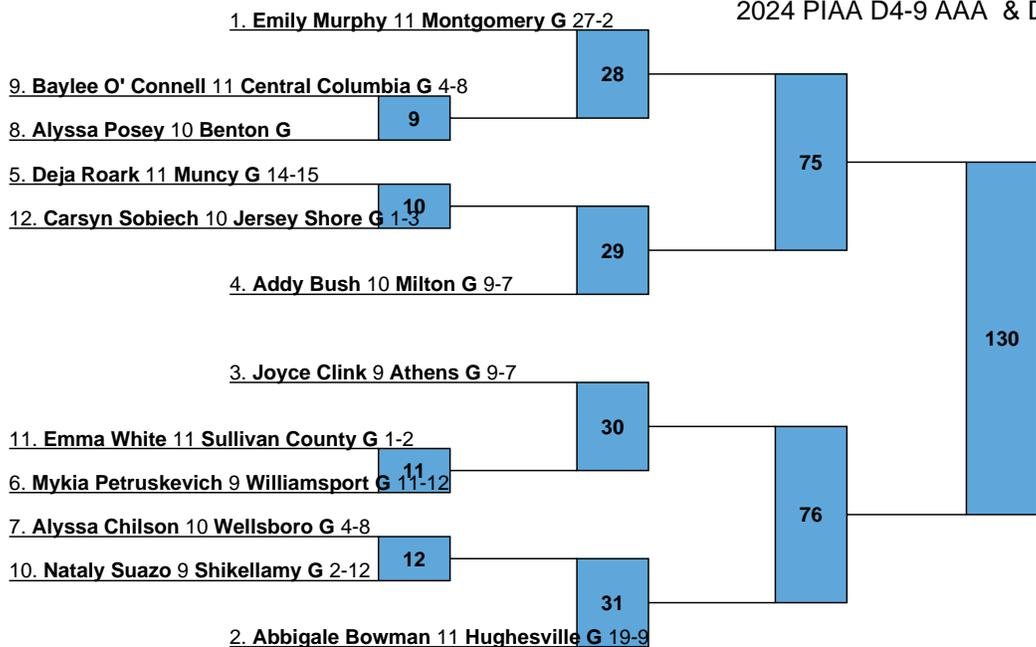 2024 PIAA D4-9 AAA & D
1. Emily Murphy 11 Montgomery G 27-2
28
9. Baylee O' Connell 11 Central Columbia G 4-8
9
8. Alyssa Posey 10 Benton G
75
5. Deja Roark 11 Muncy G 14-15
10
12. Carsyn Sobiech 10 Jersey Shore G 1-3
29
4. Addy Bush 10 Milton G 9-7
130
3. Joyce Clink 9 Athens G 9-7
30
11. Emma White 11 Sullivan County G 1-2
11
6. Mykia Petruskevich 9 Williamsport G 11-12
76
7. Alyssa Chilson 10 Wellsboro G 4-8
12
10. Nataly Suazo 9 Shikellamy G 2-12
31
2. Abbigale Bowman 11 Hughesville G 19-9